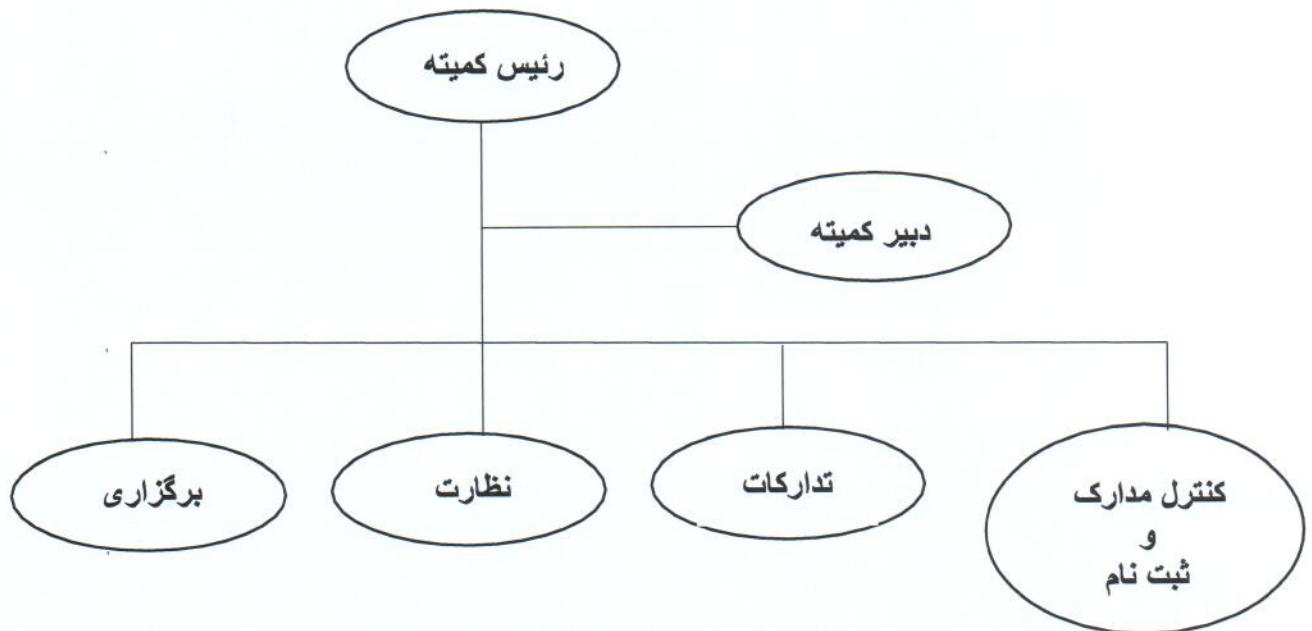 رئیس کمیته
دبیر کمیته
کنترل مدارک
و
ثبت نام
تدارکات
نظارت
برگزاری